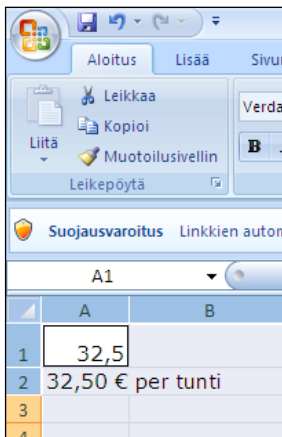 Aloitus Lisää Sivu
Leikkaa
Kopioi
Liitä
Muotoilusivellin
Leikepöytä
Verda
B
Suojausvaroitus Linkkien autom
A1
A B
1 32,5
2 32,50 € per tunti
3
4